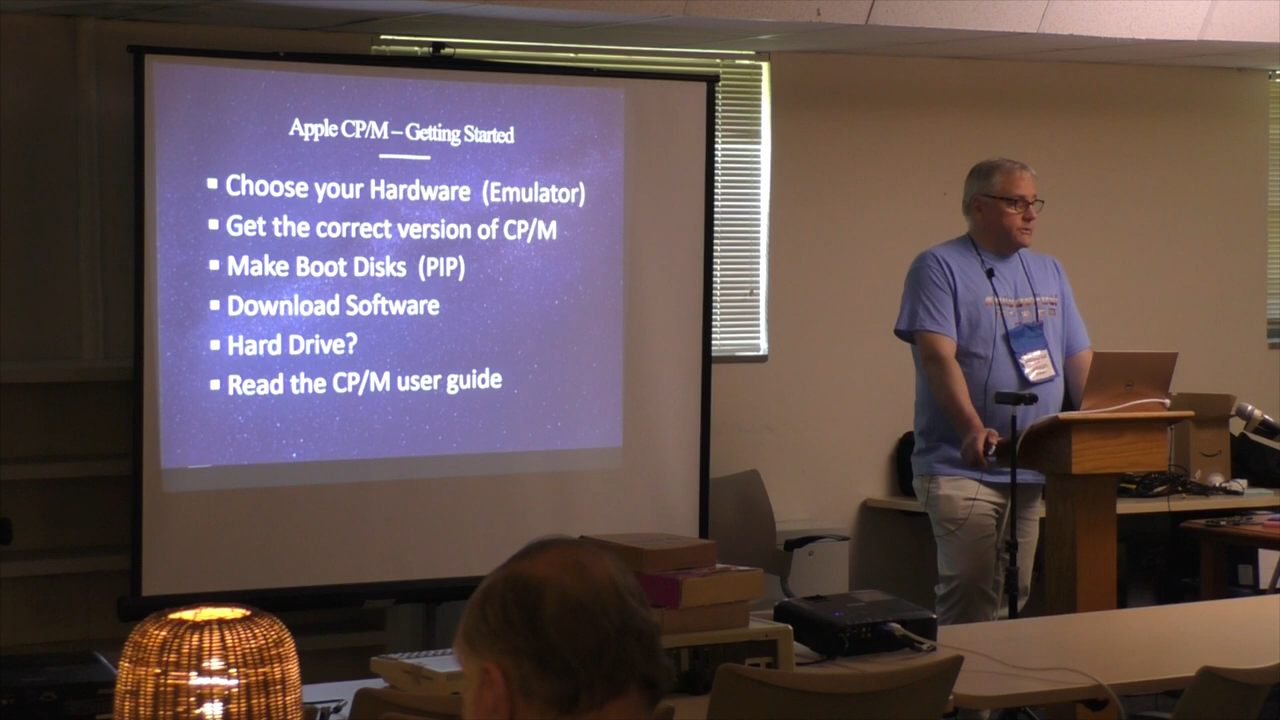 Apple CP/M – Getting Started
▪ Choose your Hardware (Emulator)
▪ Get the correct version of CP/M
▪ Make Boot Disks (PIP)
▪ Download Software
▪ Hard Drive?
▪ Read the CP/M user guide